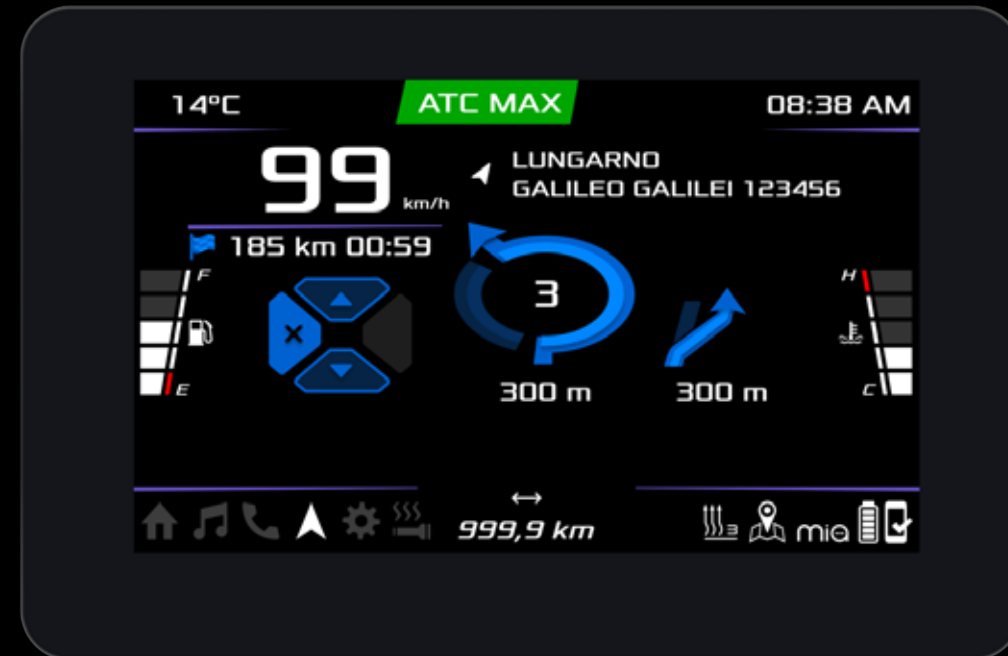 14°C
ATC MAX
08:38 AM
99 km/h
LUNGARNO
GALILEO GALILEI 123456
185 km 00:59
F
E
3
300 m
300 m
H
C
999,9 km
3
mia